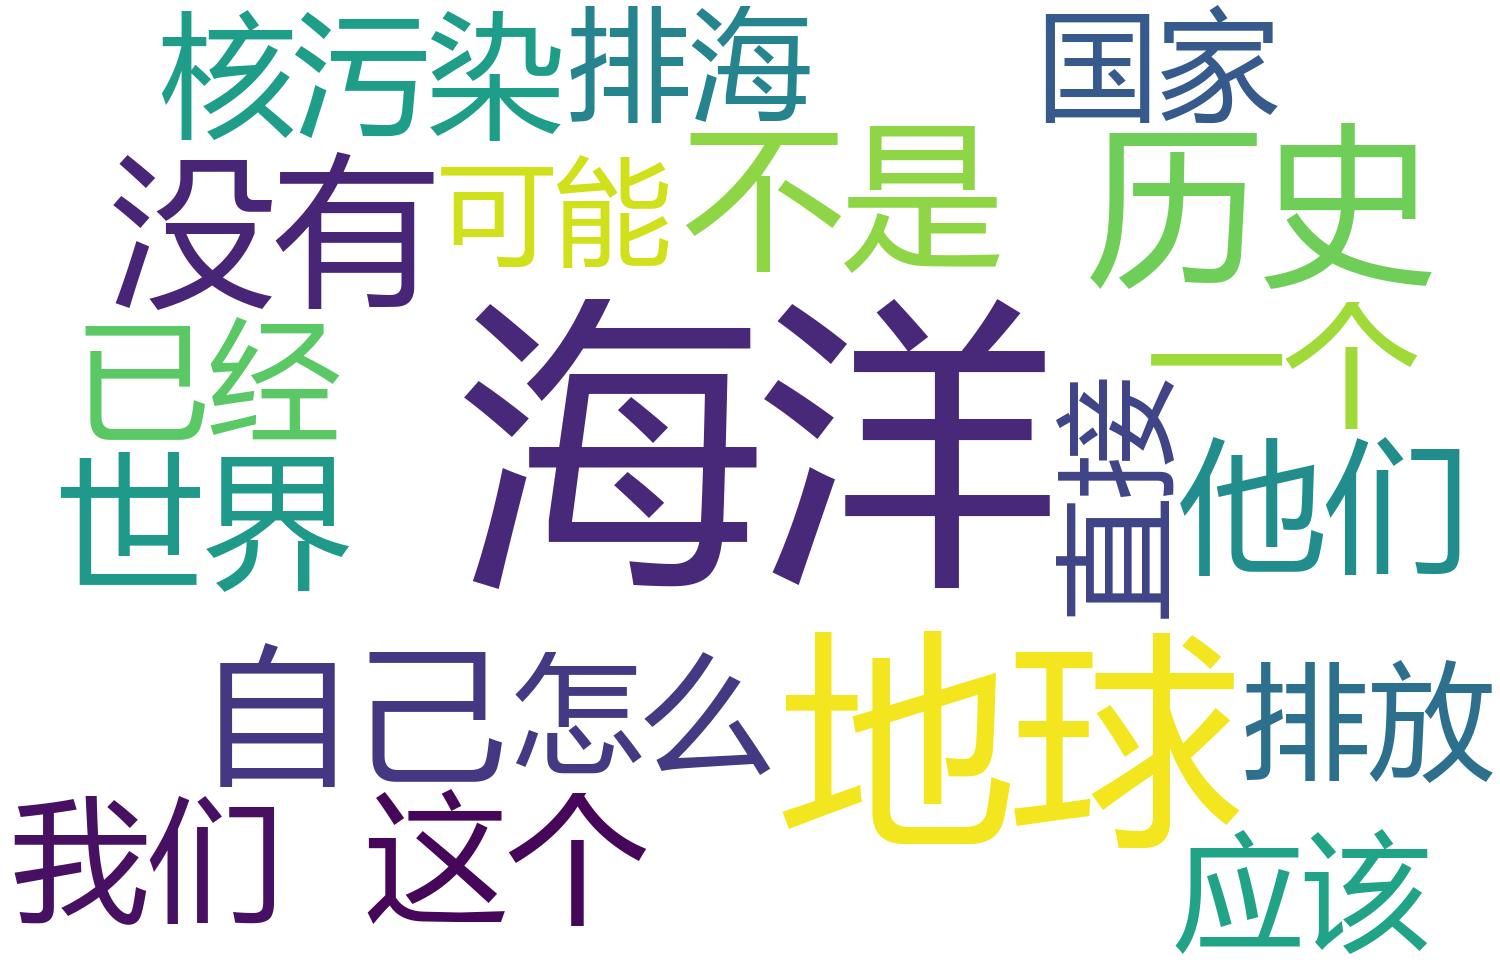 核污染 排海 国家
没有 可能 不是 历史
已经 海洋 一个
世界 直接 他们
自己 怎么 地球 排放
我们 这个 应该